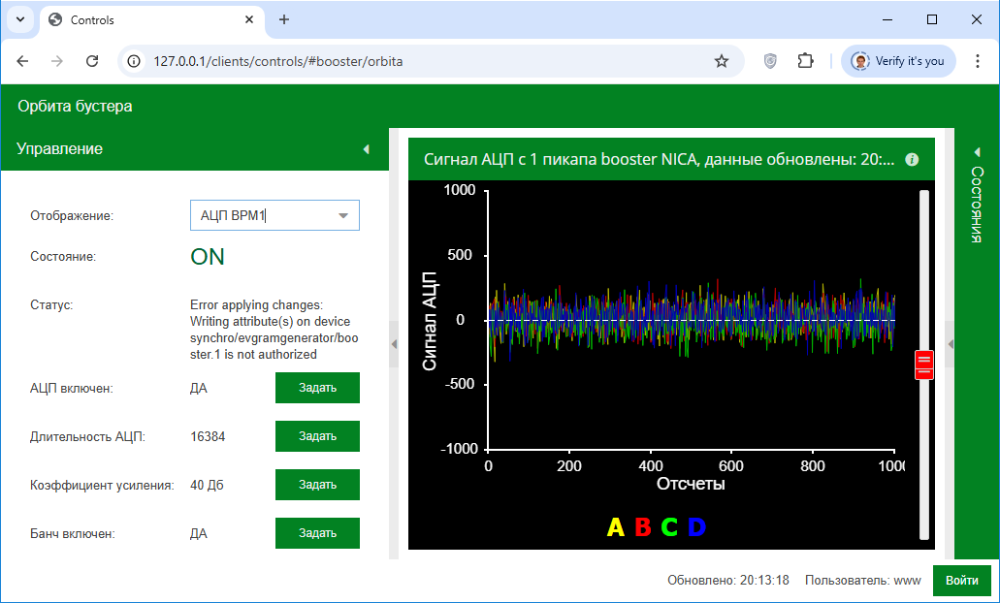 Controls
127.0.0.1/clients/controls/#booster/orbita
Verify it's you
Орбита бустера
Управление
Отображение:
АЦП BPM1
Состояние:
ON
Статус:
Error applying changes:
Writing attribute(s) on device
synchro/evgramgenerator/boo
ster.1 is not authorized
АЦП включен:
ДА
Задать
Длительность АЦП:
16384
Задать
Коэффициент усиления:
40 Дб
Задать
Банч включен:
ДА
Задать
Сигнал АЦП с 1 пикапа booster NICA, данные обновлены: 20:...
Сигнал АЦП
1000
500
0
-500
-1000
0 200 400 600 800 100
Отсчеты
A B C D
Состояния
Обновлено: 20:13:18 Пользователь: www Войти